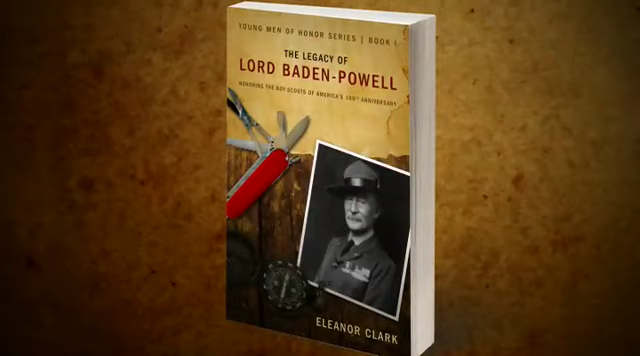 YOUNG MEN OF HONOR SERIES | BOOK I
THE LEGACY OF
LORD BADEN-POWELL
HONORING THE BOY SCOUTS OF AMERICA'S 100TH ANNIVERSARY
ELEANOR CLARK